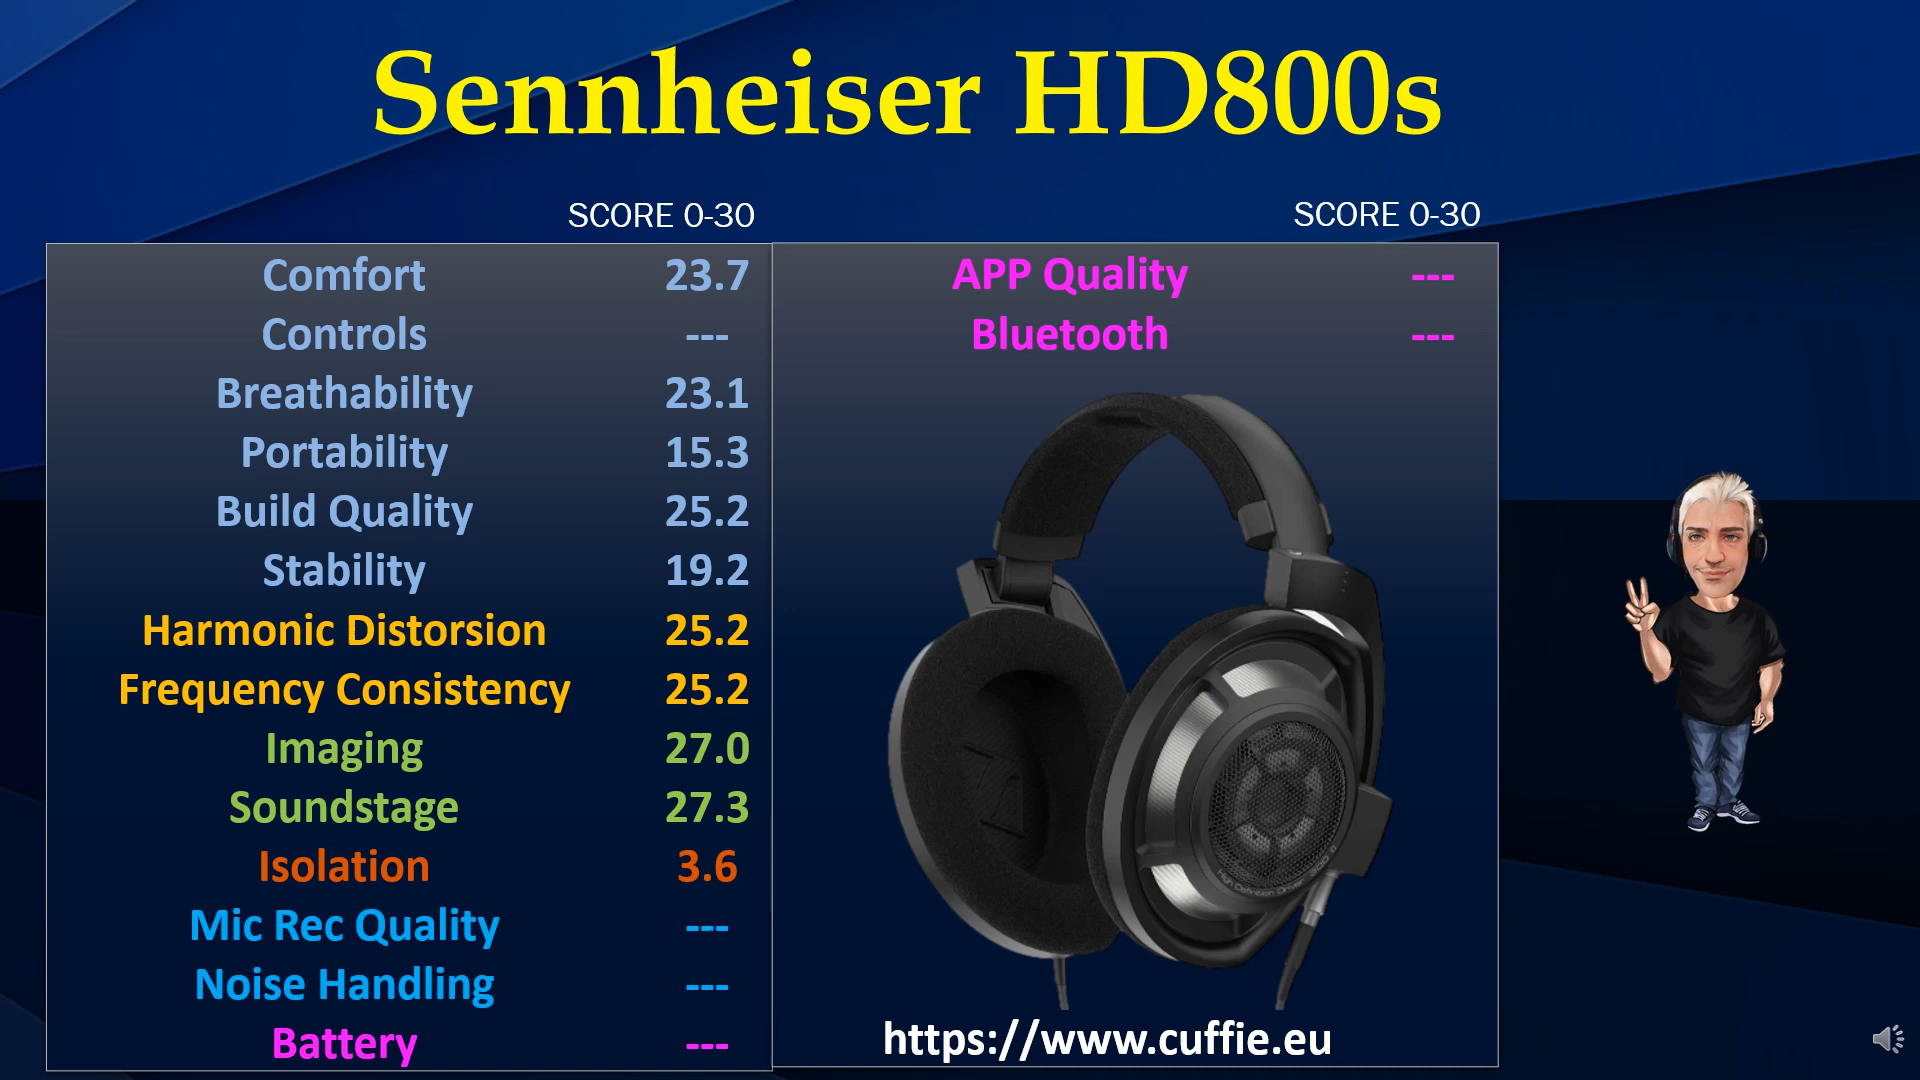 Sennheiser HD800s
SCORE 0-30
Comfort 23.7
Controls ---
Breathability 23.1
Portability 15.3
Build Quality 25.2
Stability 19.2
Harmonic Distorsion 25.2
Frequency Consistency 25.2
Imaging 27.0
Soundstage 27.3
Isolation 3.6
Mic Rec Quality ---
Noise Handling ---
Battery ---
SCORE 0-30
APP Quality ---
Bluetooth ---
https://www.cuffie.eu